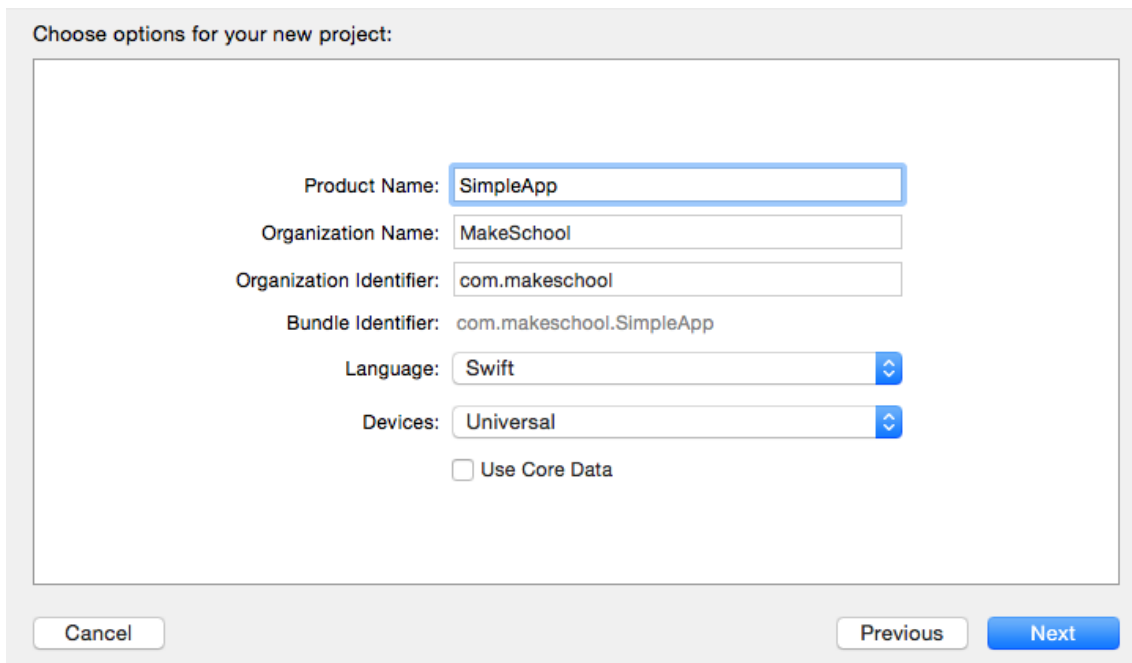 Choose options for your new project:
Product Name: SimpleApp
Organization Name: MakeSchool
Organization Identifier: com.makeschool
Bundle Identifier: com.makeschool.SimpleApp
Language: Swift
Devices: Universal
Use Core Data
Cancel Previous Next